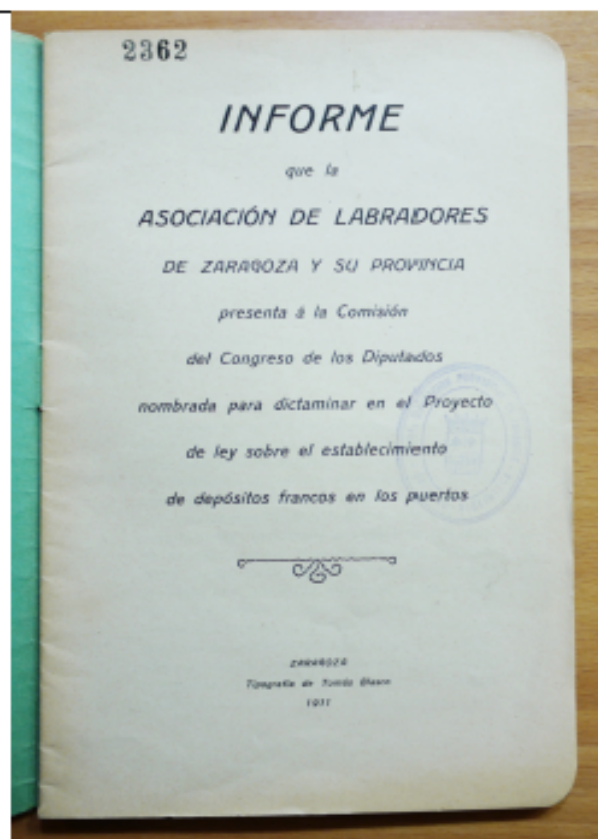 2362
INFORME
que la
ASOCIACIÓN DE LABRADORES
DE ZARAGOZA Y SU PROVINCIA
presenta á la Comisión
del Congreso de los Diputados
nombrada para dictaminar en el Proyecto
de ley sobre el establecimiento
de depósitos francos en los puertos
ZARAGOZA
Tipografía de Tomás Blasco
1911